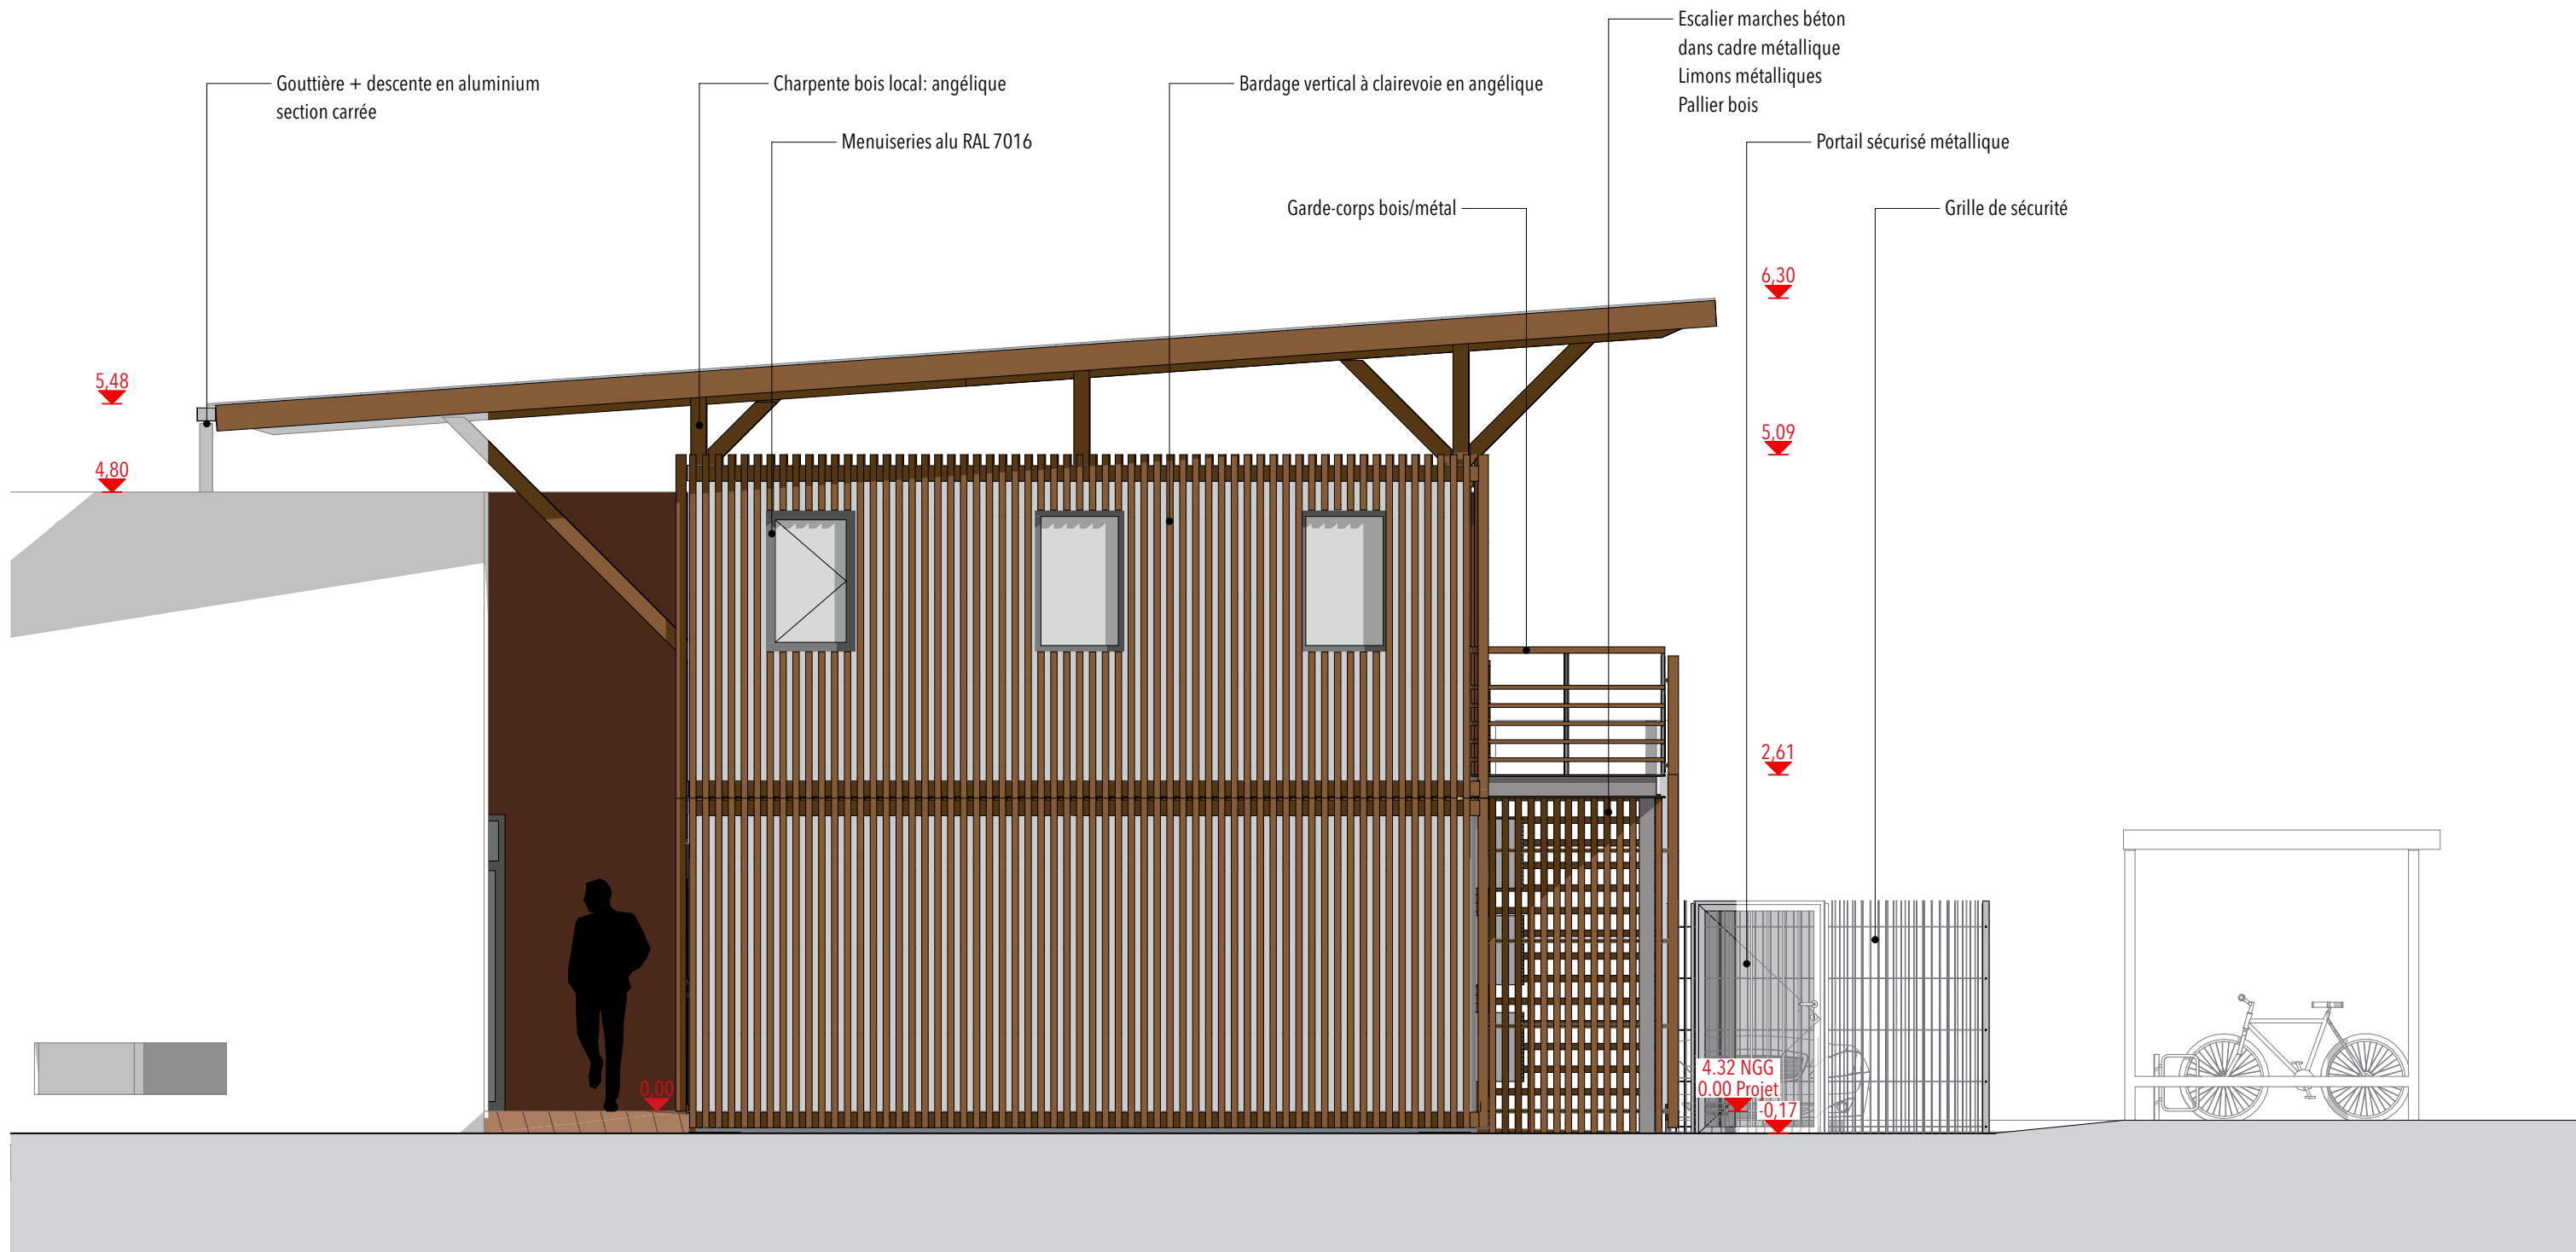 Escalier marches béton
dans cadre métallique
Limons métalliques
Pallier bois
Gouttière + descente en aluminium
section carrée
Charpente bois local: angélique
Bardage vertical à clairevoie en angélique
Menuiseries alu RAL 7016
Portail sécurisé métallique
Garde-corps bois/métal
Grille de sécurité
6,30
5,48
5,09
4,80
2,61
4.32 NGG
0.00 Projet
0,00
-0,17